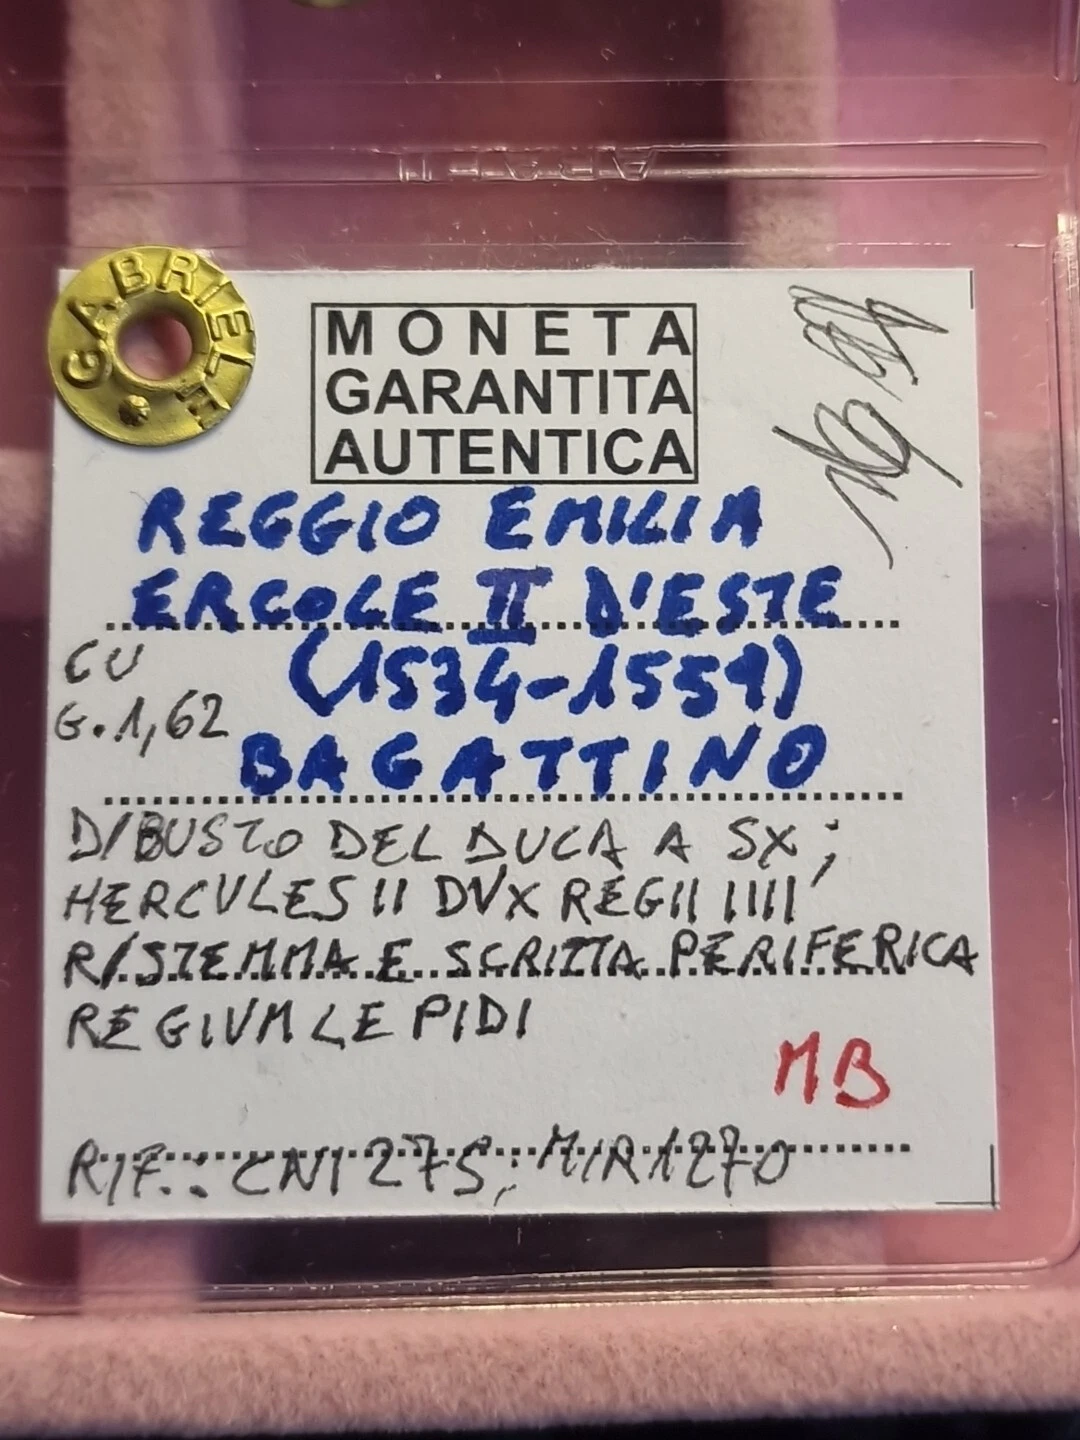 GABRIELE
MONETA
GARANTITA
AUTENTICA
REGGIO EMILIA
ERCOLE II D'ESTE
(1534-1559)
CU
G. 1,62
BAGATTINO
D/BUSTO DEL DUCA A SX;
HERCVLES II DVX REGII IIII
R/STEMMA E SCRITTA PERIFERICA
REGIVM LEPIDI
MB
RIF.: CNI 275; MIR 1270